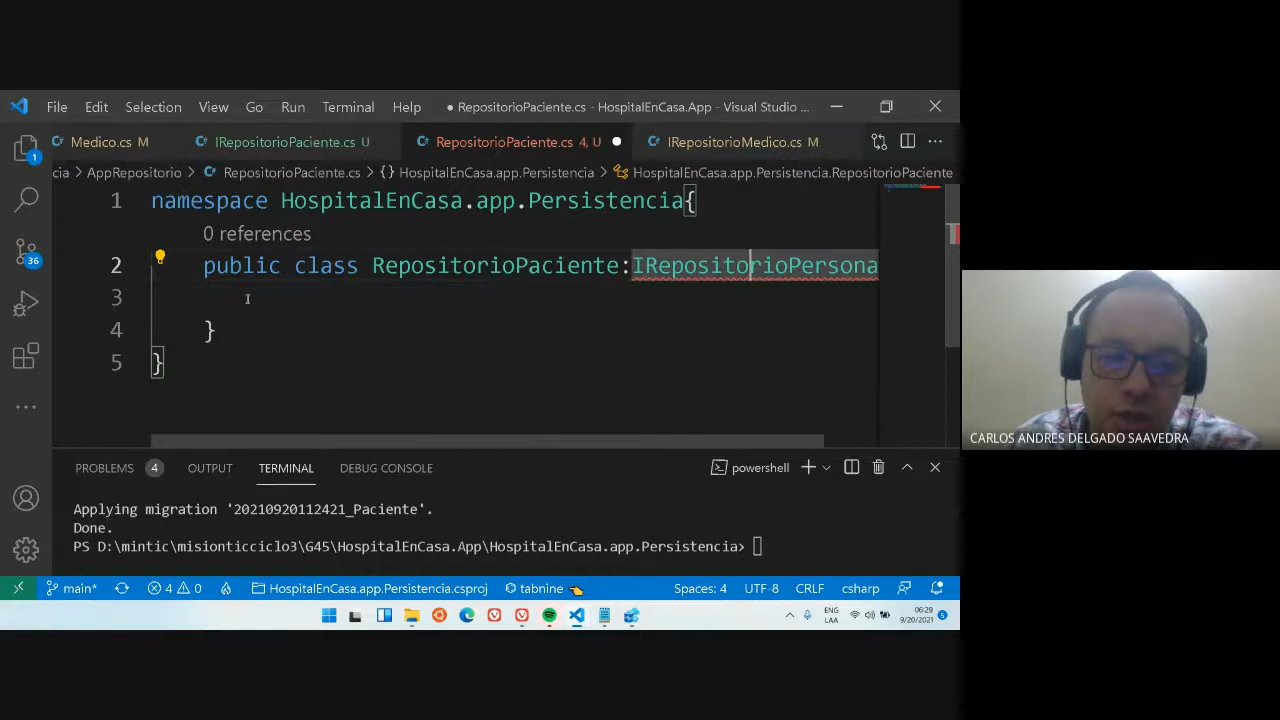 File Edit Selection View Go Run Terminal Help ● RepositorioPaciente.cs - HospitalEnCasa.App - Visual Studio ...
Medico.cs M IRepositorioPaciente.cs U RepositorioPaciente.cs 4, U IRepositorioMedico.cs M
cia > AppRepositorio > RepositorioPaciente.cs > {} HospitalEnCasa.app.Persistencia > HospitalEnCasa.app.Persistencia.RepositorioPaciente
1 namespace HospitalEnCasa.app.Persistencia{
0 references
2 public class RepositorioPaciente:IRepositorioPersona
3
4 }
5 }
1
36
CARLOS ANDRES DELGADO SAAVEDRA
PROBLEMS 4 OUTPUT TERMINAL DEBUG CONSOLE powershell
Applying migration '20210920112421_Paciente'.
Done.
PS D:\mintic\misionticciclo3\G45\HospitalEnCasa.App\HospitalEnCasa.app.Persistencia>
main* 4 0 HospitalEnCasa.app.Persistencia.csproj tabnine Spaces: 4 UTF-8 CRLF csharp
ENG LAA 06:29 9/20/2021 5